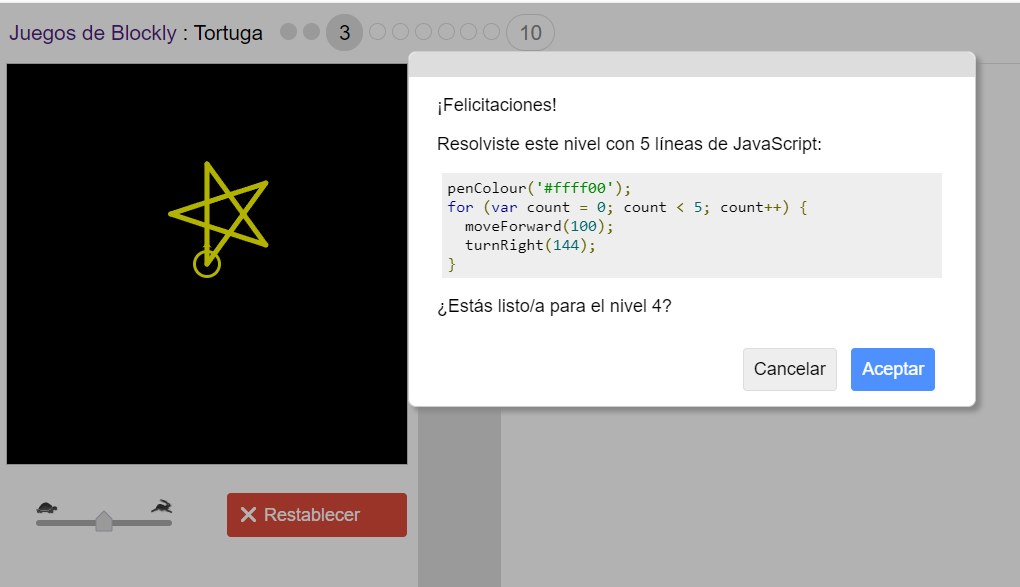 Juegos de Blockly : Tortuga 3 10
¡Felicitaciones!
Resolviste este nivel con 5 líneas de JavaScript:
penColour('#ffff00');
for (var count = 0; count < 5; count++) {
  moveForward(100);
  turnRight(144);
}
¿Estás listo/a para el nivel 4?
Cancelar Aceptar
Restablecer